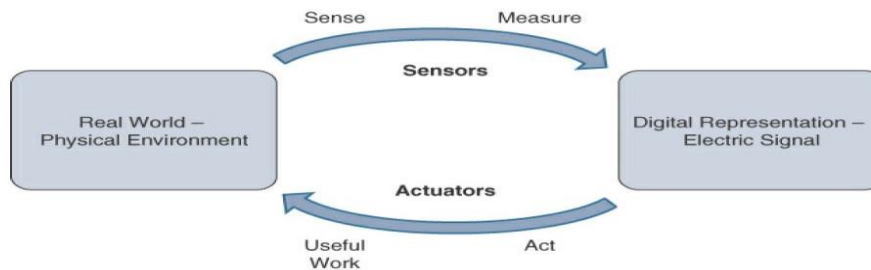 Sense
Measure
Sensors
Real World –
Physical Environment
Digital Representation –
Electric Signal
Actuators
Useful
Work
Act